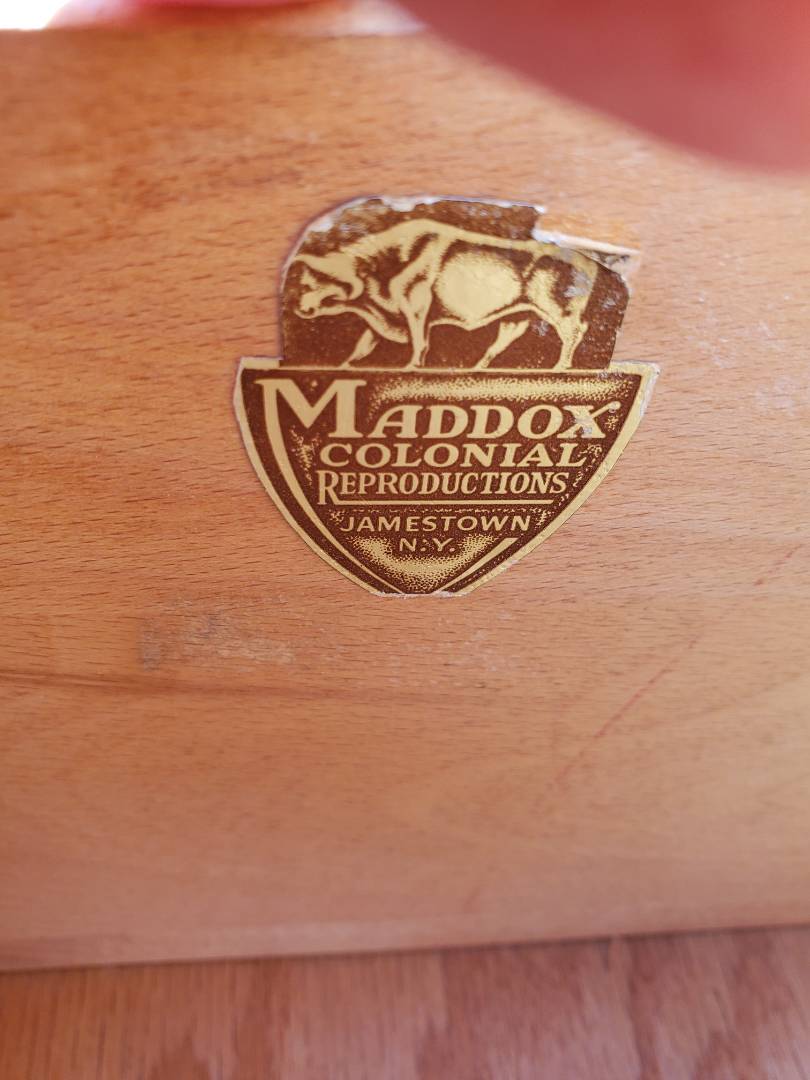 MADDOX
COLONIAL
REPRODUCTIONS
JAMESTOWN
N.Y.